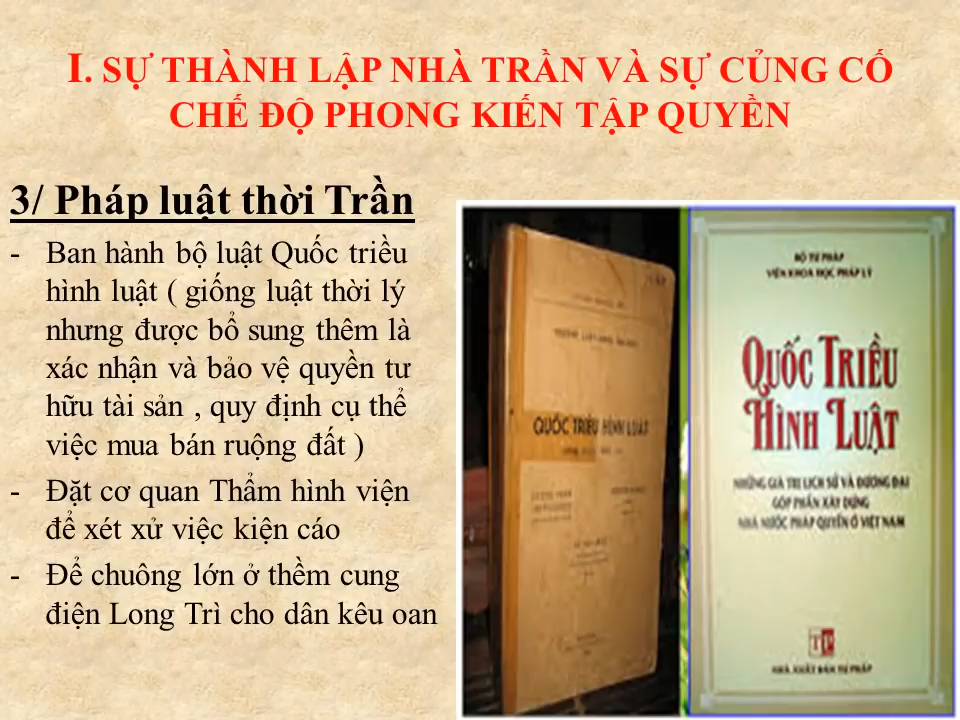 I. SỰ THÀNH LẬP NHÀ TRẦN VÀ SỰ CỦNG CỐ
CHẾ ĐỘ PHONG KIẾN TẬP QUYỀN
3/ Pháp luật thời Trần
- Ban hành bộ luật Quốc triều
hình luật ( giống luật thời lý
nhưng được bổ sung thêm là
xác nhận và bảo vệ quyền tư
hữu tài sản , quy định cụ thể
việc mua bán ruộng đất )
- Đặt cơ quan Thẩm hình viện
để xét xử việc kiện cáo
- Để chuông lớn ở thềm cung
điện Long Trì cho dân kêu oan
QUỐC TRIỀU HÌNH LUẬT
BỘ TƯ PHÁP
VIỆN KHOA HỌC PHÁP LÝ
QUỐC TRIỀU
HÌNH LUẬT
NHỮNG GIÁ TRỊ LỊCH SỬ VÀ ĐƯƠNG ĐẠI
GÓP PHẦN XÂY DỰNG
NHÀ NƯỚC PHÁP QUYỀN Ở VIỆT NAM
TP
NHÀ XUẤT BẢN TƯ PHÁP